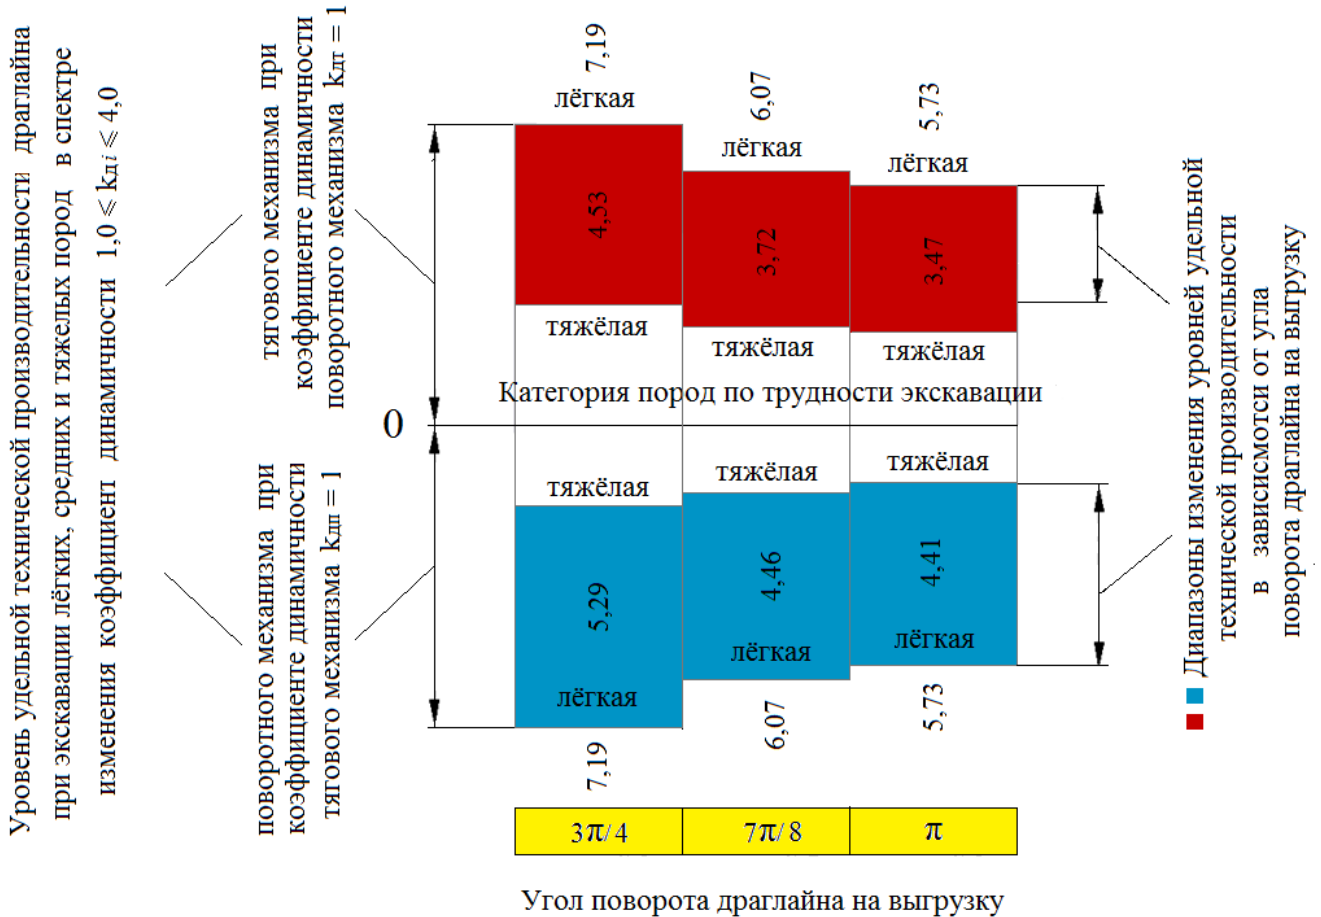 Уровень удельной технической производительности драглайна
при экскавации лёгких, средних и тяжелых пород в спектре
изменения коэффициент динамичности 1,0 ⩽ kдi ⩽ 4,0
тягового механизма при
коэффициенте динамичности
поворотного механизма kдт = 1
поворотного механизма при
коэффициенте динамичности
тягового механизма kдп = 1
7,19
6,07
5,73
лёгкая
лёгкая
лёгкая
4,53
3,72
3,47
тяжёлая
тяжёлая
тяжёлая
Категория пород по трудности экскавации
0
тяжёлая
тяжёлая
тяжёлая
5,29
4,46
4,41
лёгкая
лёгкая
лёгкая
7,19
6,07
5,73
3π/4
7π/8
π
Угол поворота драглайна на выгрузку
Диапазоны изменения уровней удельной
технической производительности
в зависисмотси от угла
поворота драглайна на выгрузку